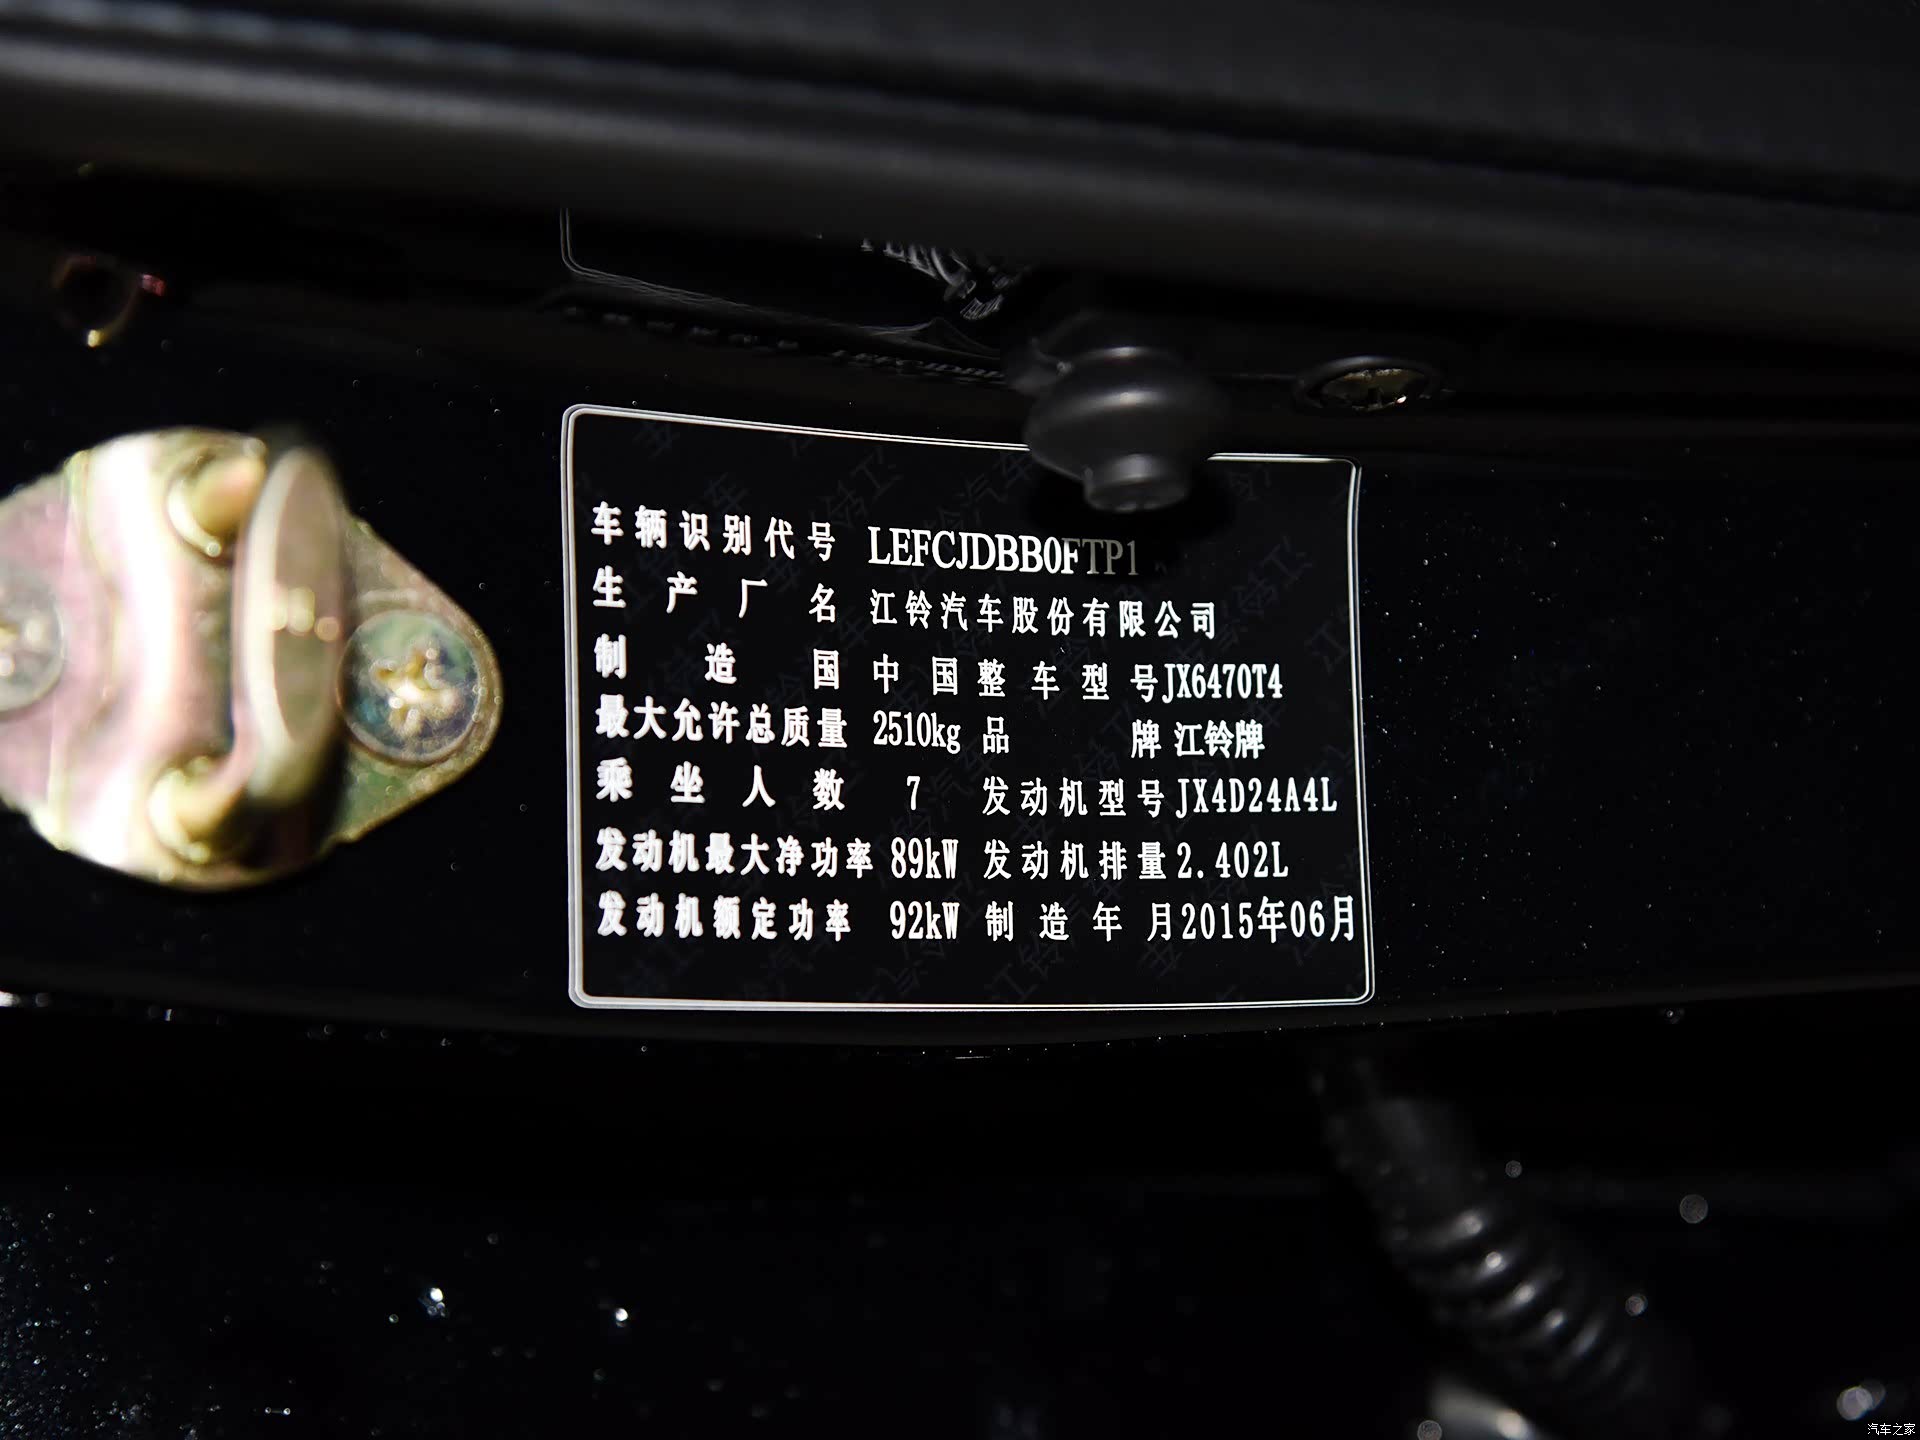 车辆识别代号 LEFCJDBB0FTP1
生产厂名 江铃汽车股份有限公司
制造国 中国 整车型号 JX6470T4
最大允许总质量 2510kg 品牌 江铃牌
乘坐人数 7 发动机型号 JX4D24A4L
发动机最大净功率 89kW 发动机排量 2.402L
发动机额定功率 92kW 制造年月 2015年06月
汽车之家